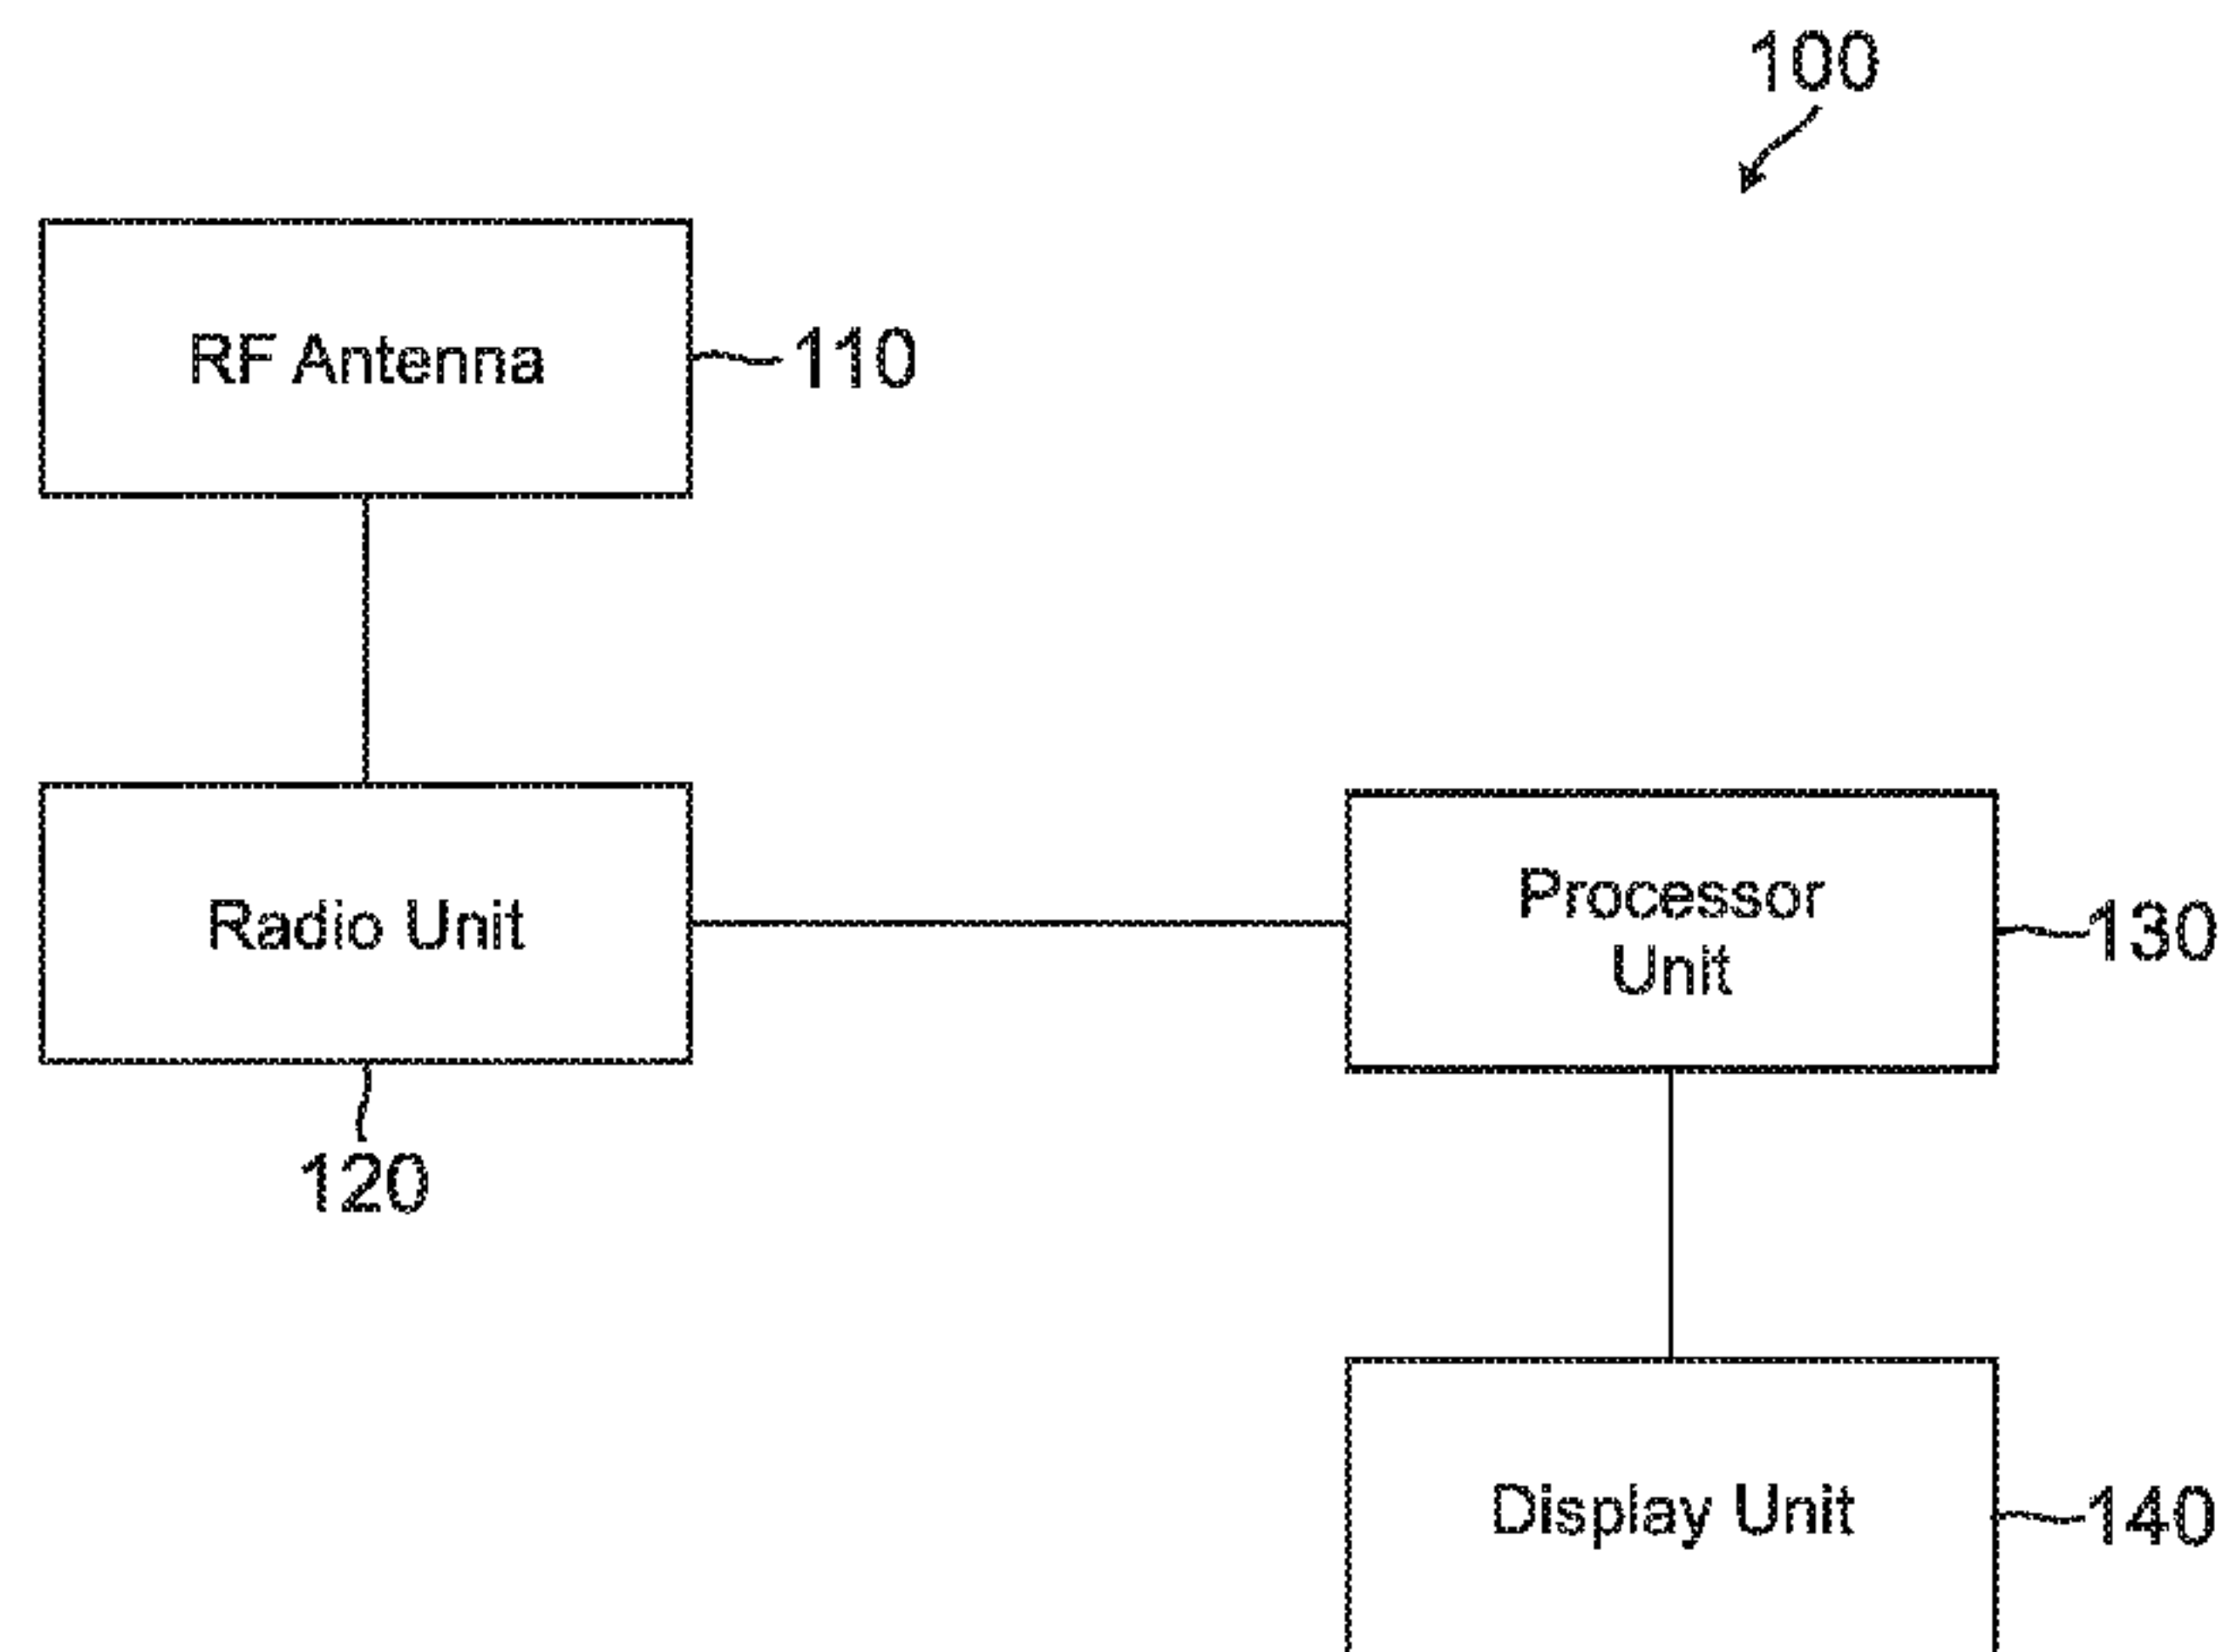 100
RF Antenna
110
Radio Unit
Processor
Unit
130
120
Display Unit
140